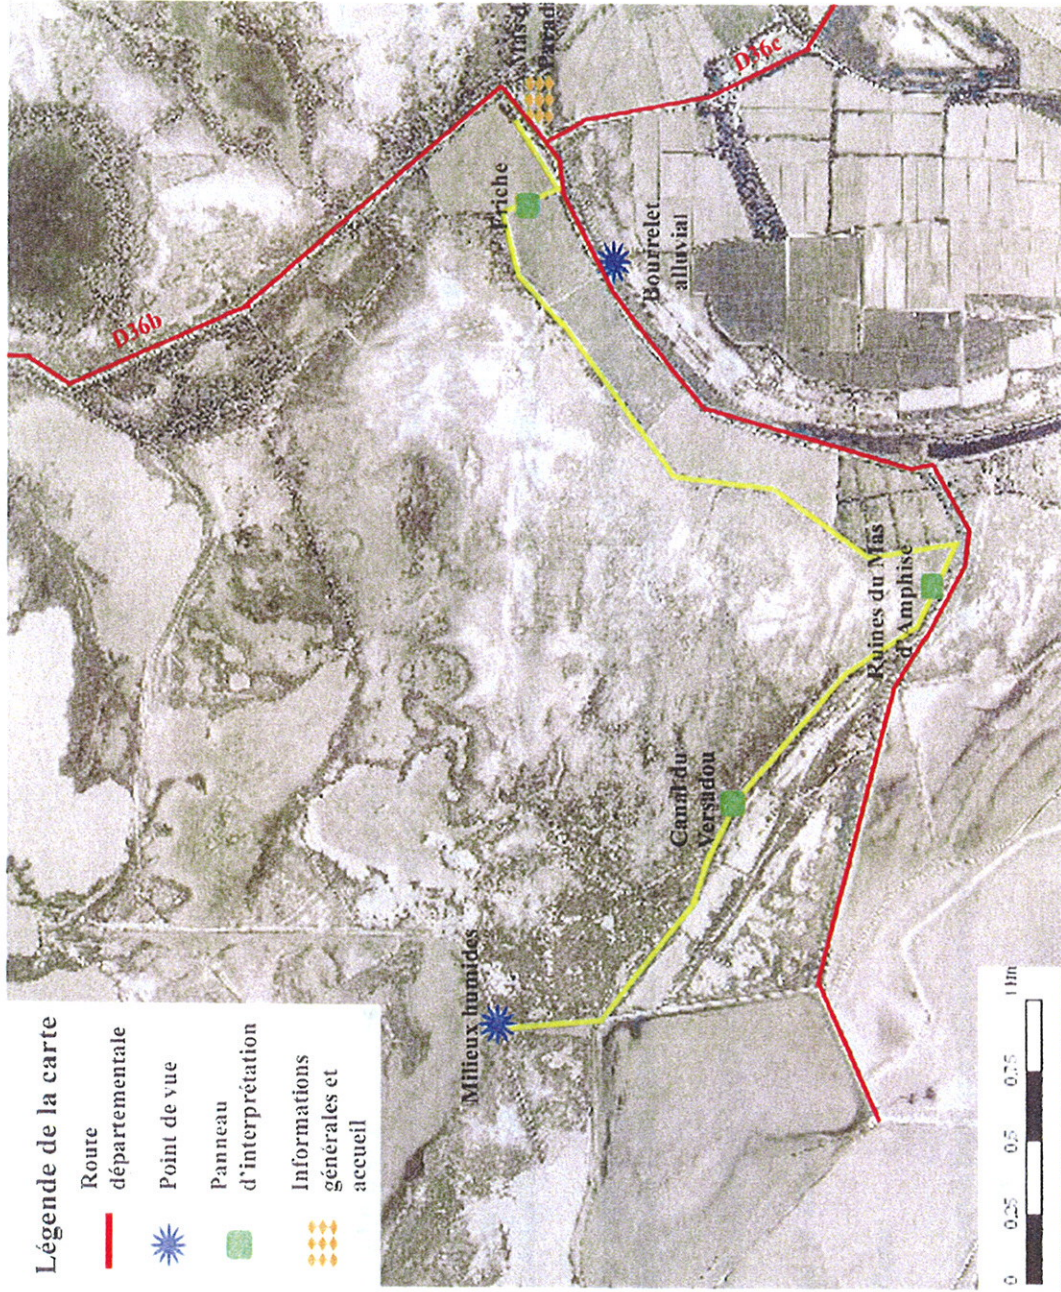 Légende de la carte
Route
départementale
Point de vue
Panneau
d'interprétation
Informations
générales et
accueil
D36b
D36c
Friche
Bourrelet
alluvial
Ruines du Mas
d'Amphise
Canal du
Versadou
Milieux humides
0 0.25 0.5 0.75 1